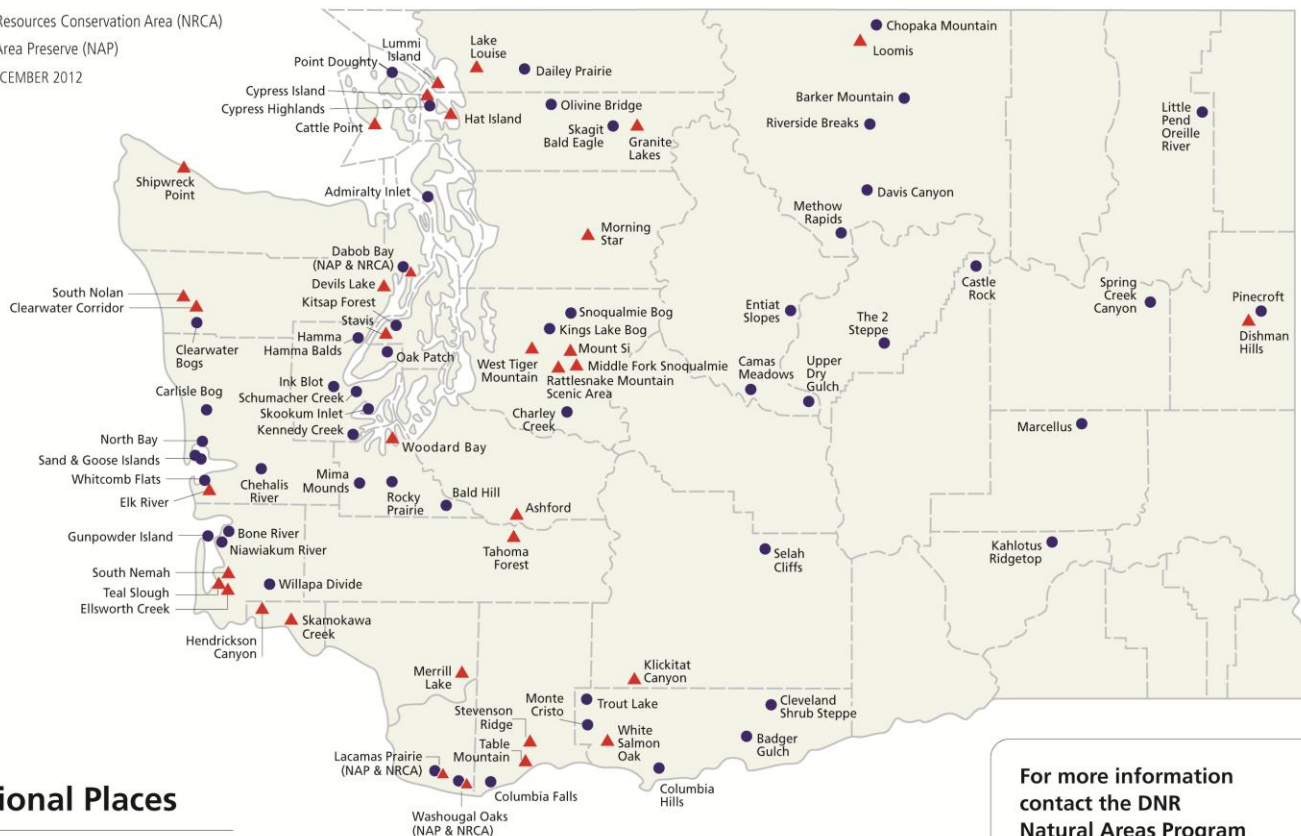 Resources Conservation Area (NRCA)
Area Preserve (NAP)
CEMBER 2012
Chopaka Mountain
Loomis
Lummi
Island
Lake
Louise
Point Doughty
Dailey Prairie
Cypress Island
Cypress Highlands
Cattle Point
Hat Island
Olivine Bridge
Skagit
Bald Eagle
Granite
Lakes
Barker Mountain
Riverside Breaks
Little
Pend
Oreille
River
Shipwreck
Point
Admiralty Inlet
Davis Canyon
Methow
Rapids
Morning
Star
Dabob Bay
(NAP & NRCA)
Devils Lake
Kitsap Forest
Stavis
Hamma
Hamma Balds
Oak Patch
South Nolan
Clearwater Corridor
Clearwater
Bogs
Castle
Rock
Spring
Creek
Canyon
Pinecroft
Dishman
Hills
Entiat
Slopes
The 2
Steppe
Snoqualmie Bog
Kings Lake Bog
Mount Si
West Tiger
Mountain
Middle Fork Snoqualmie
Rattlesnake Mountain
Scenic Area
Camas
Meadows
Upper
Dry
Gulch
Ink Blot
Schumacher Creek
Skookum Inlet
Kennedy Creek
Carlisle Bog
Charley
Creek
Marcellus
North Bay
Sand & Goose Islands
Whitcomb Flats
Elk River
Chehalis
River
Woodard Bay
Mima
Mounds
Rocky
Prairie
Bald Hill
Ashford
Tahoma
Forest
Gunpowder Island
Bone River
Niawiakum River
South Nemah
Teal Slough
Ellsworth Creek
Willapa Divide
Hendrickson
Canyon
Skamokawa
Creek
Selah
Cliffs
Kahlotus
Ridgetop
Merrill
Lake
Klickitat
Canyon
Monte
Cristo
Trout Lake
Stevenson
Ridge
Table
Mountain
White
Salmon
Oak
Cleveland
Shrub Steppe
Badger
Gulch
Lacamas Prairie
(NAP & NRCA)
Columbia Falls
Columbia
Hills
Washougal Oaks
(NAP & NRCA)
ional Places
For more information
contact the DNR
Natural Areas Program